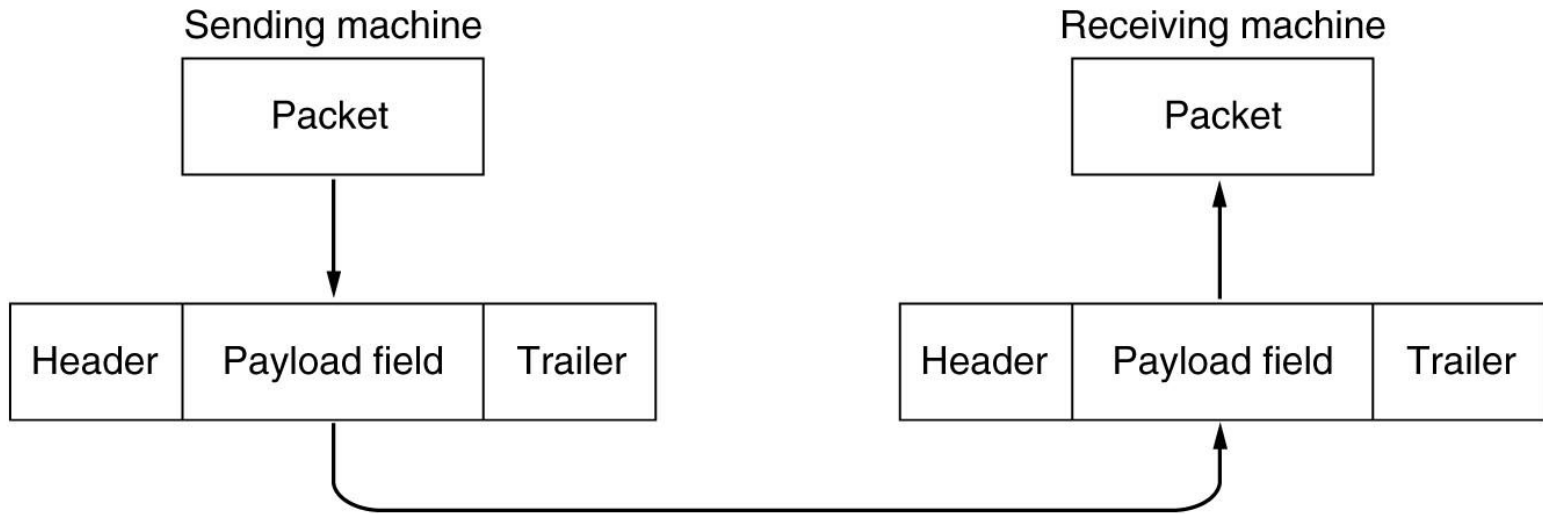 Sending machine
Receiving machine
Packet
Packet
Header Payload field Trailer
Header Payload field Trailer